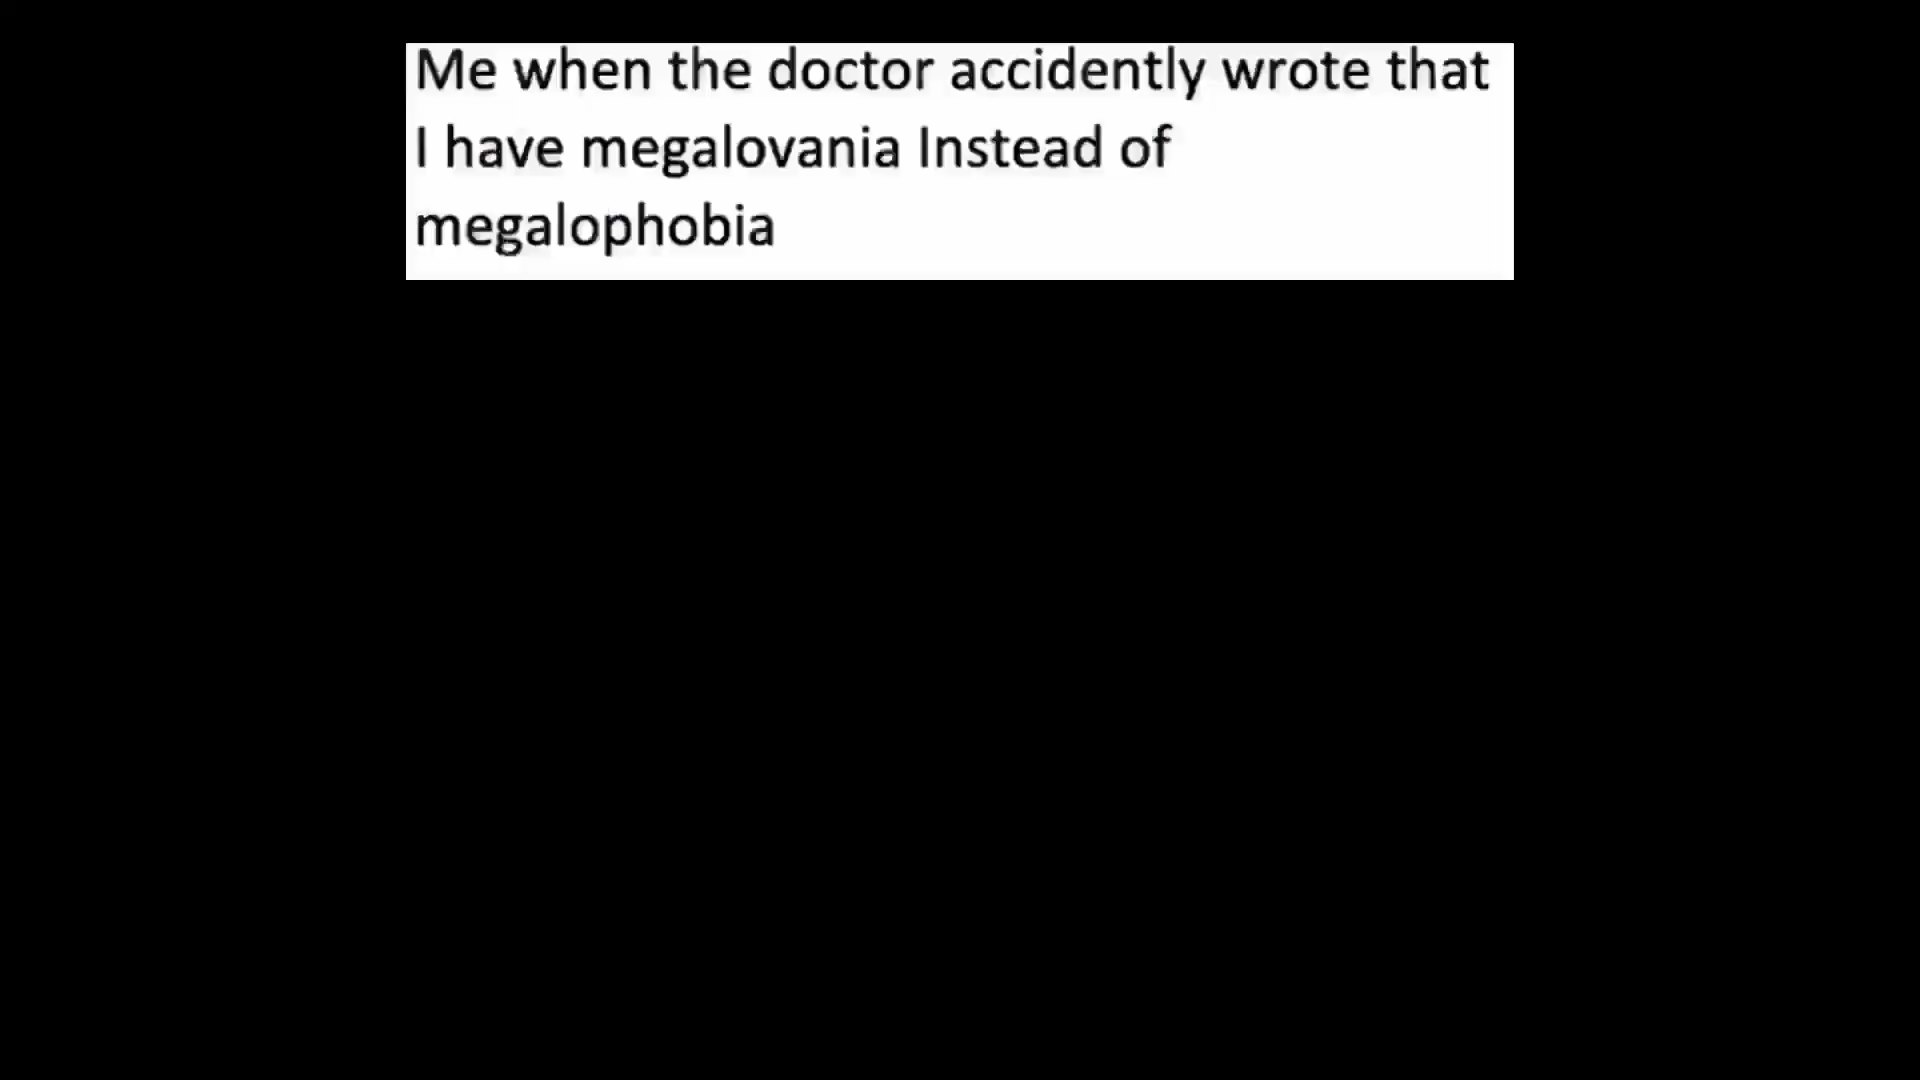 Me when the doctor accidently wrote that
I have megalovania Instead of
megalophobia